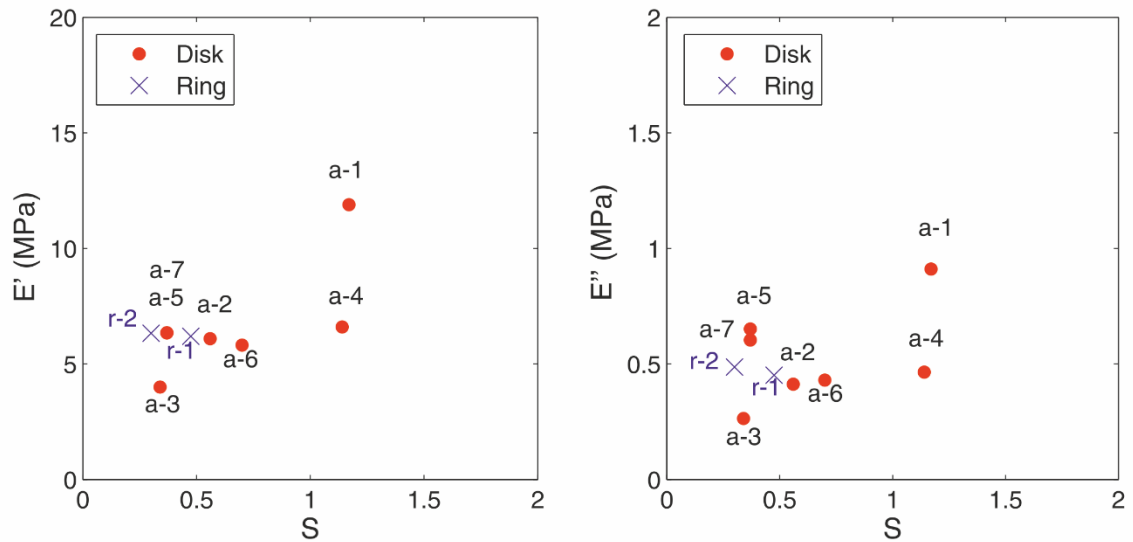 20
15
10
5
0
E' (MPa)
Disk
Ring
a-1
a-7
a-5
a-2
a-4
r-2
r-1
a-6
a-3
0
0.5
1
1.5
2
S
2
1.5
1
0.5
0
E'' (MPa)
Disk
Ring
a-1
a-5
a-7
a-2
a-4
r-2
r-1
a-6
a-3
0
0.5
1
1.5
2
S